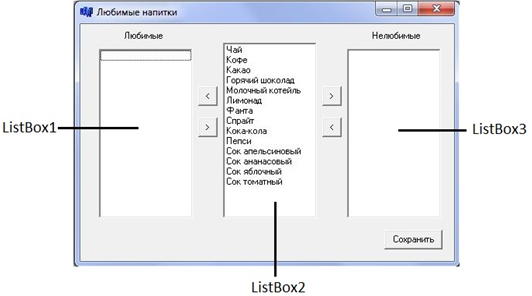 Любимые напитки
Любимые
Нелюбимые
Чай
Кофе
Какао
Горячий шоколад
Молочный котейль
Лимонад
Фанта
Спрайт
Кока-кола
Пепси
Сок апельсиновый
Сок ананасовый
Сок яблочный
Сок томатный
<
>
>
<
ListBox1
ListBox3
Сохранить
ListBox2